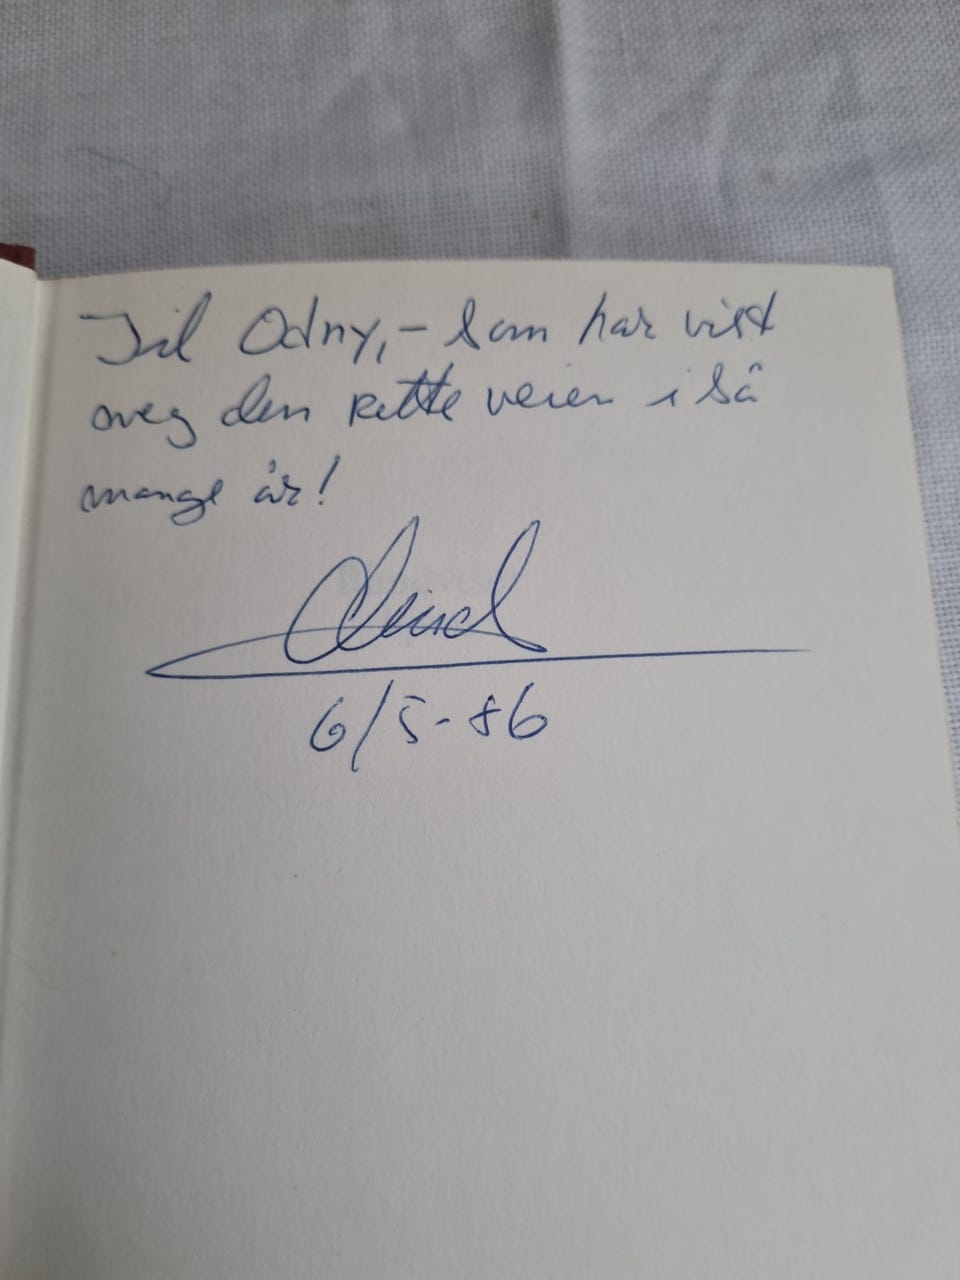 Til Odny, – som har vist
meg den rette veien i så
mange år!
6/5-86